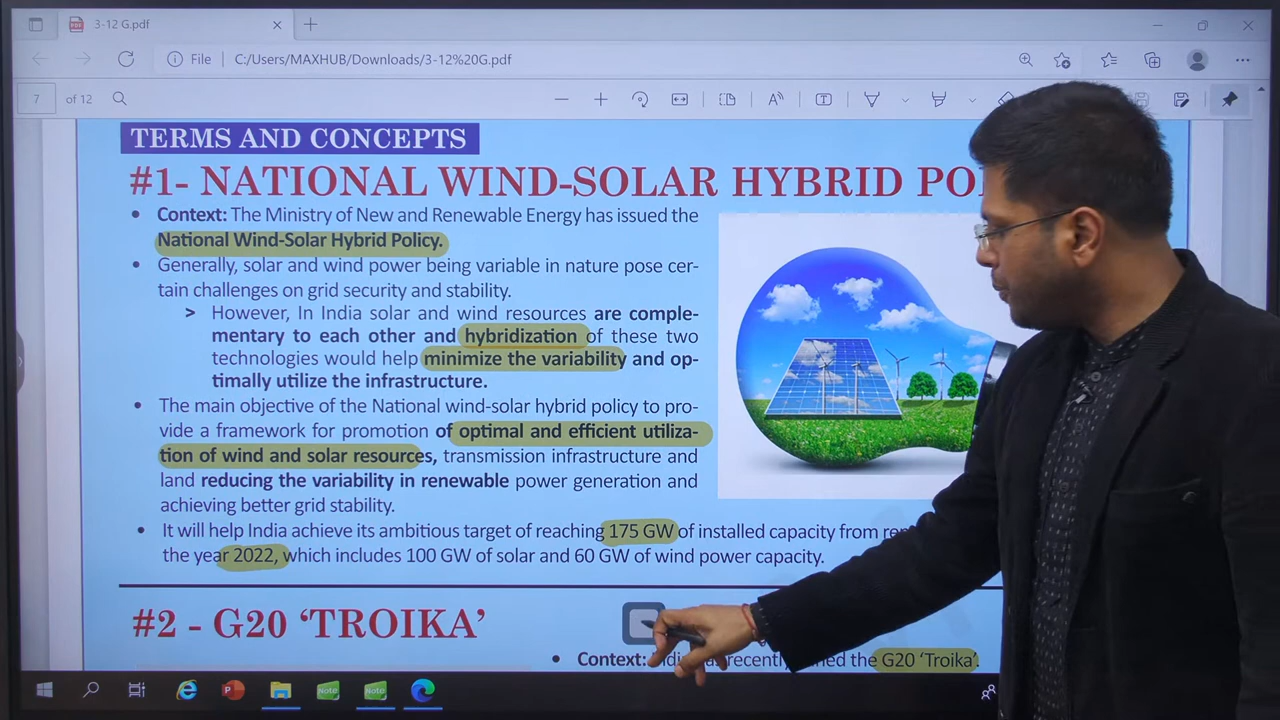 3-12 G.pdf
File
C:/Users/MAXHUB/Downloads/3-12%20G.pdf
7 of 12
TERMS AND CONCEPTS
#1- NATIONAL WIND-SOLAR HYBRID
• Context: The Ministry of New and Renewable Energy has issued the
National Wind-Solar Hybrid Policy.
• Generally, solar and wind power being variable in nature pose cer-
tain challenges on grid security and stability.
> However, In India solar and wind resources are comple-
mentary to each other and hybridization of these two
technologies would help minimize the variability and op-
timally utilize the infrastructure.
• The main objective of the National wind-solar hybrid policy to pro-
vide a framework for promotion of optimal and efficient utiliza-
tion of wind and solar resources, transmission infrastructure and
land reducing the variability in renewable power generation and
achieving better grid stability.
• It will help India achieve its ambitious target of reaching 175 GW of installed capacity from
the year 2022, which includes 100 GW of solar and 60 GW of wind power capacity.
#2 - G20 ‘TROIKA’
• Context: recently the G20 ‘Troika’.
Note
Note